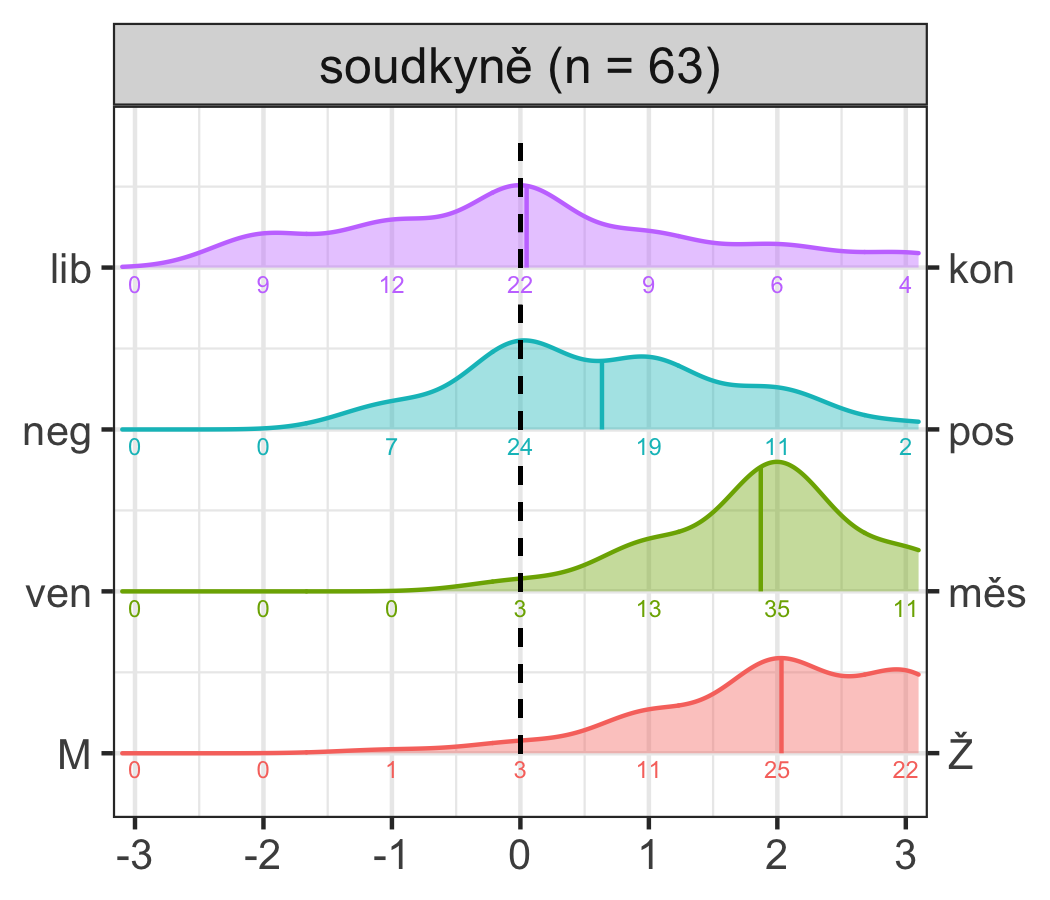 soudkyně (n = 63)
lib kon
0 9 12 22 9 6 4
neg pos
0 0 7 24 19 11 2
ven měs
0 0 0 3 13 35 11
M Ž
0 0 1 3 11 25 22
-3 -2 -1 0 1 2 3